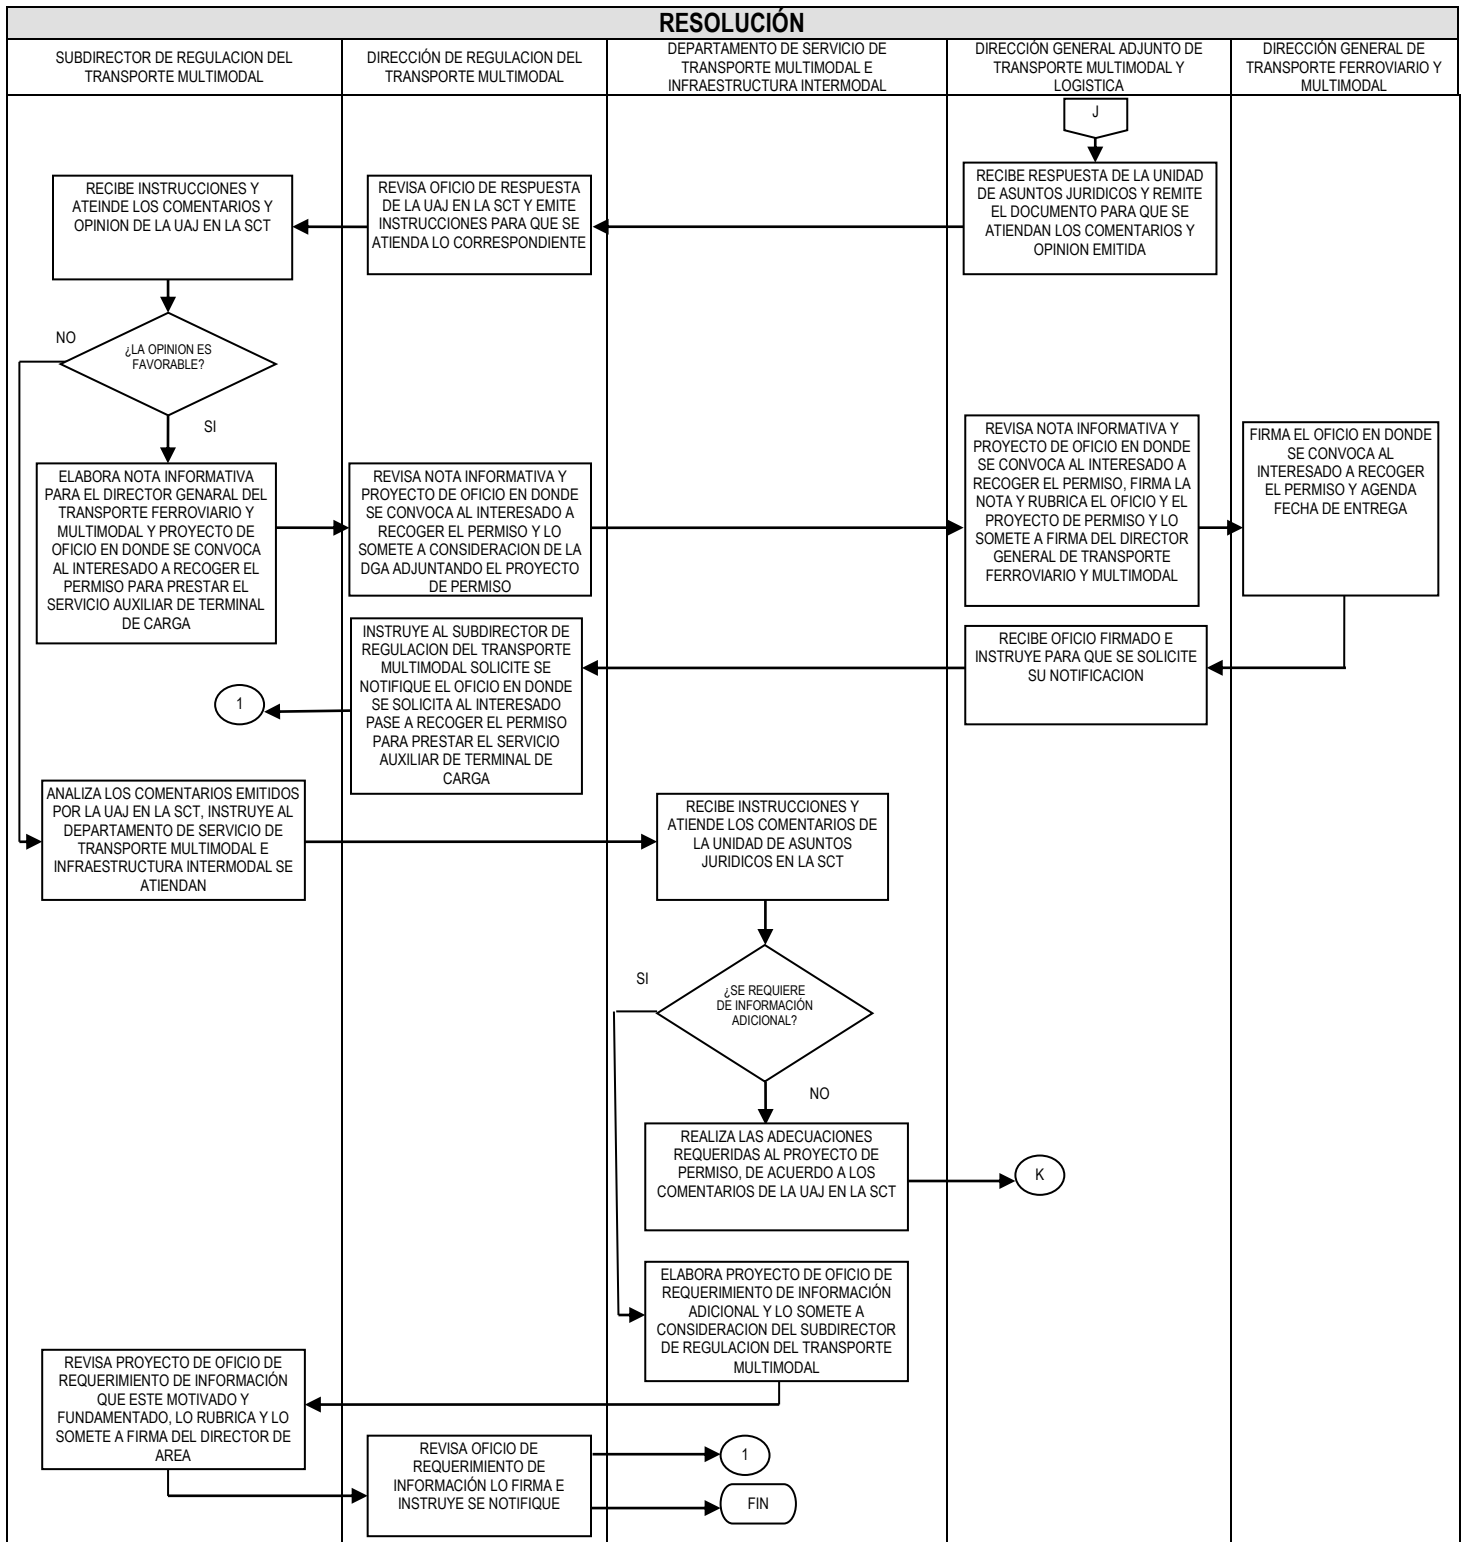 RESOLUCIÓN
SUBDIRECTOR DE REGULACION DEL
TRANSPORTE MULTIMODAL
DIRECCIÓN DE REGULACION DEL
TRANSPORTE MULTIMODAL
DEPARTAMENTO DE SERVICIO DE
TRANSPORTE MULTIMODAL E
INFRAESTRUCTURA INTERMODAL
DIRECCIÓN GENERAL ADJUNTO DE
TRANSPORTE MULTIMODAL Y
LOGISTICA
DIRECCIÓN GENERAL DE
TRANSPORTE FERROVIARIO Y
MULTIMODAL
J
RECIBE RESPUESTA DE LA UNIDAD
DE ASUNTOS JURIDICOS Y REMITE
EL DOCUMENTO PARA QUE SE
ATIENDAN LOS COMENTARIOS Y
OPINION EMITIDA
REVISA OFICIO DE RESPUESTA
DE LA UAJ EN LA SCT Y EMITE
INSTRUCCIONES PARA QUE SE
ATIENDA LO CORRESPONDIENTE
RECIBE INSTRUCCIONES Y
ATEINDE LOS COMENTARIOS Y
OPINION DE LA UAJ EN LA SCT
¿LA OPINION ES
FAVORABLE?
NO
SI
ELABORA NOTA INFORMATIVA
PARA EL DIRECTOR GENARAL DEL
TRANSPORTE FERROVIARIO Y
MULTIMODAL Y PROYECTO DE
OFICIO EN DONDE SE CONVOCA
AL INTERESADO A RECOGER EL
PERMISO PARA PRESTAR EL
SERVICIO AUXILIAR DE TERMINAL
DE CARGA
REVISA NOTA INFORMATIVA Y
PROYECTO DE OFICIO EN DONDE
SE CONVOCA AL INTERESADO A
RECOGER EL PERMISO Y LO
SOMETE A CONSIDERACION DE LA
DGA ADJUNTANDO EL PROYECTO
DE PERMISO
REVISA NOTA INFORMATIVA Y
PROYECTO DE OFICIO EN DONDE
SE CONVOCA AL INTERESADO A
RECOGER EL PERMISO, FIRMA LA
NOTA Y RUBRICA EL OFICIO Y EL
PROYECTO DE PERMISO Y LO
SOMETE A FIRMA DEL DIRECTOR
GENERAL DE TRANSPORTE
FERROVIARIO Y MULTIMODAL
FIRMA EL OFICIO EN DONDE
SE CONVOCA AL
INTERESADO A RECOGER
EL PERMISO Y AGENDA
FECHA DE ENTREGA
RECIBE OFICIO FIRMADO E
INSTRUYE PARA QUE SE SOLICITE
SU NOTIFICACION
INSTRUYE AL SUBDIRECTOR DE
REGULACION DEL TRANSPORTE
MULTIMODAL SOLICITE SE
NOTIFIQUE EL OFICIO EN DONDE
SE SOLICITA AL INTERESADO
PASE A RECOGER EL PERMISO
PARA PRESTAR EL SERVICIO
AUXILIAR DE TERMINAL DE
CARGA
1
ANALIZA LOS COMENTARIOS EMITIDOS
POR LA UAJ EN LA SCT, INSTRUYE AL
DEPARTAMENTO DE SERVICIO DE
TRANSPORTE MULTIMODAL E
INFRAESTRUCTURA INTERMODAL SE
ATIENDAN
RECIBE INSTRUCCIONES Y
ATIENDE LOS COMENTARIOS DE
LA UNIDAD DE ASUNTOS
JURIDICOS EN LA SCT
SI
¿SE REQUIERE
DE INFORMACIÓN
ADICIONAL?
NO
REALIZA LAS ADECUACIONES
REQUERIDAS AL PROYECTO DE
PERMISO, DE ACUERDO A LOS
COMENTARIOS DE LA UAJ EN LA SCT
K
ELABORA PROYECTO DE OFICIO DE
REQUERIMIENTO DE INFORMACIÓN
ADICIONAL Y LO SOMETE A
CONSIDERACION DEL SUBDIRECTOR
DE REGULACION DEL TRANSPORTE
MULTIMODAL
REVISA PROYECTO DE OFICIO DE
REQUERIMIENTO DE INFORMACIÓN
QUE ESTE MOTIVADO Y
FUNDAMENTADO, LO RUBRICA Y LO
SOMETE A FIRMA DEL DIRECTOR DE
AREA
REVISA OFICIO DE
REQUERIMIENTO DE
INFORMACIÓN LO FIRMA E
INSTRUYE SE NOTIFIQUE
1
FIN